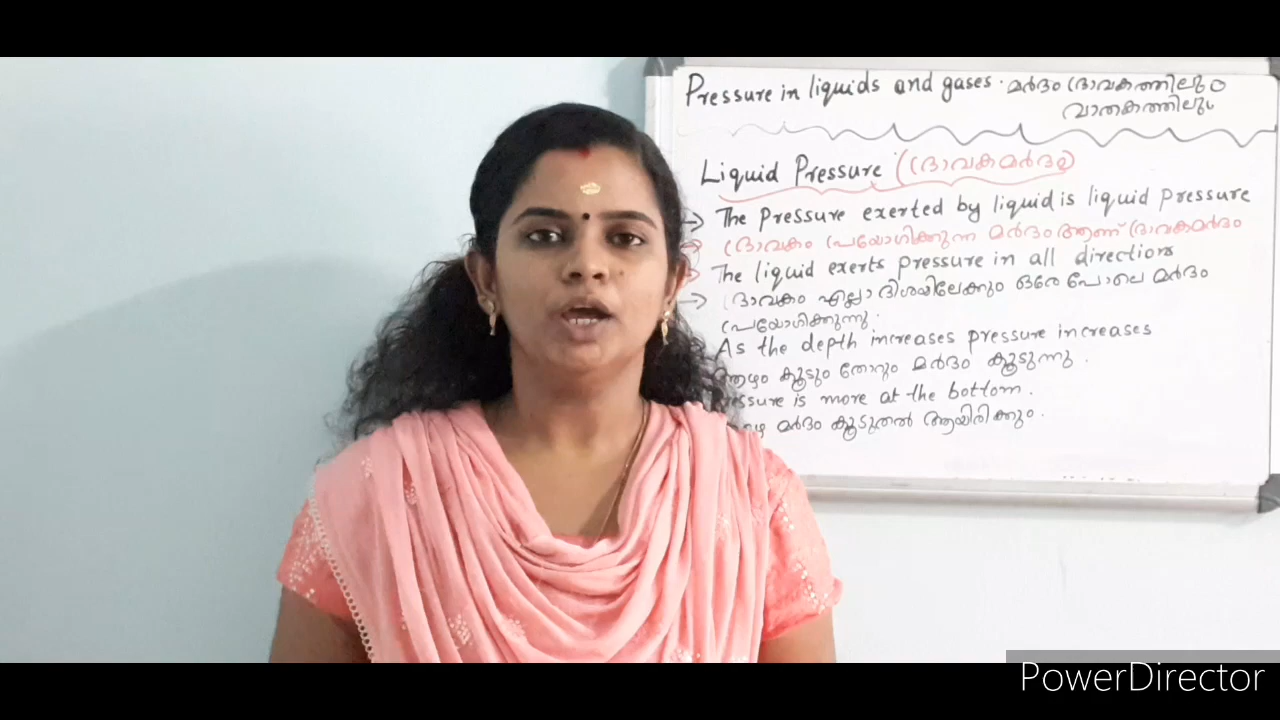 Pressure in liquids and gases. മർദം ദ്രാവകത്തിലും
വാതകത്തിലും
Liquid Pressure (ദ്രാവകമർദം)
→ The pressure exerted by liquid is liquid pressure
→ ദ്രാവകം പ്രയോഗിക്കുന്ന മർദം ആണ് ദ്രാവകമർദം
→ The liquid exerts pressure in all directions
→ ദ്രാവകം എല്ലാ ദിശയിലേക്കും ഒരേ പോലെ മർദം
പ്രയോഗിക്കുന്നു.
As the depth increases pressure increases
ആഴം കൂടും തോറും മർദം കൂടുന്നു.
pressure is more at the bottom.
മർദം കൂടുതൽ ആയിരിക്കും.
PowerDirector